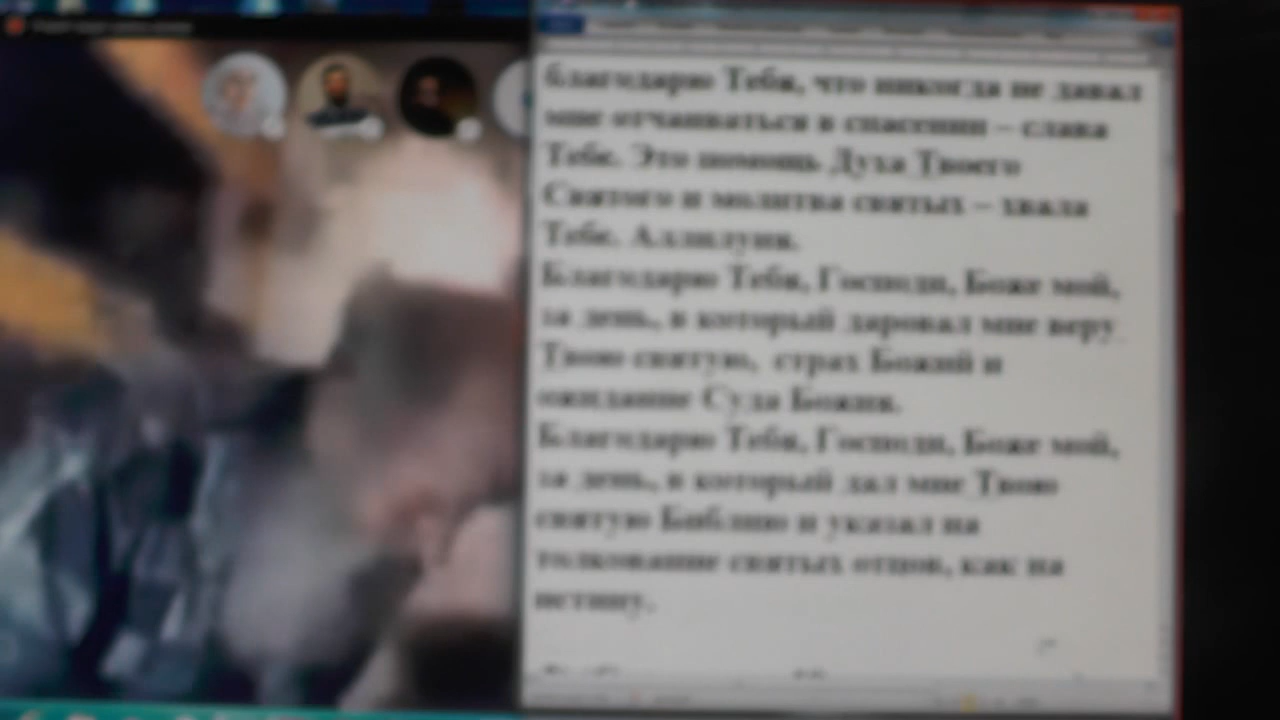 благодарю Тебя, что никогда не давал
мне отчаиваться в спасении – слава
Тебе. Это помощь Духа Твоего
Святого и молитва святых – хвала
Тебе. Аллилуия.
Благодарю Тебя, Господи, Боже мой,
за день, в который даровал мне веру
Твою святую, страх Божий и
ожидание Суда Божия.
Благодарю Тебя, Господи, Боже мой,
за день, в который дал мне Твою
святую Библию и указал на
толкование святых отцов, как на
истину.